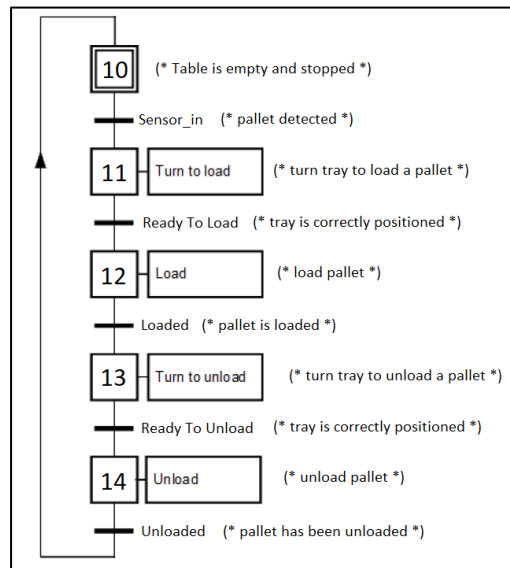 10 (* Table is empty and stopped *)
Sensor_in (* pallet detected *)
11 Turn to load (* turn tray to load a pallet *)
Ready To Load (* tray is correctly positioned *)
12 Load (* load pallet *)
Loaded (* pallet is loaded *)
13 Turn to unload (* turn tray to unload a pallet *)
Ready To Unload (* tray is correctly positioned *)
14 Unload (* unload pallet *)
Unloaded (* pallet has been unloaded *)